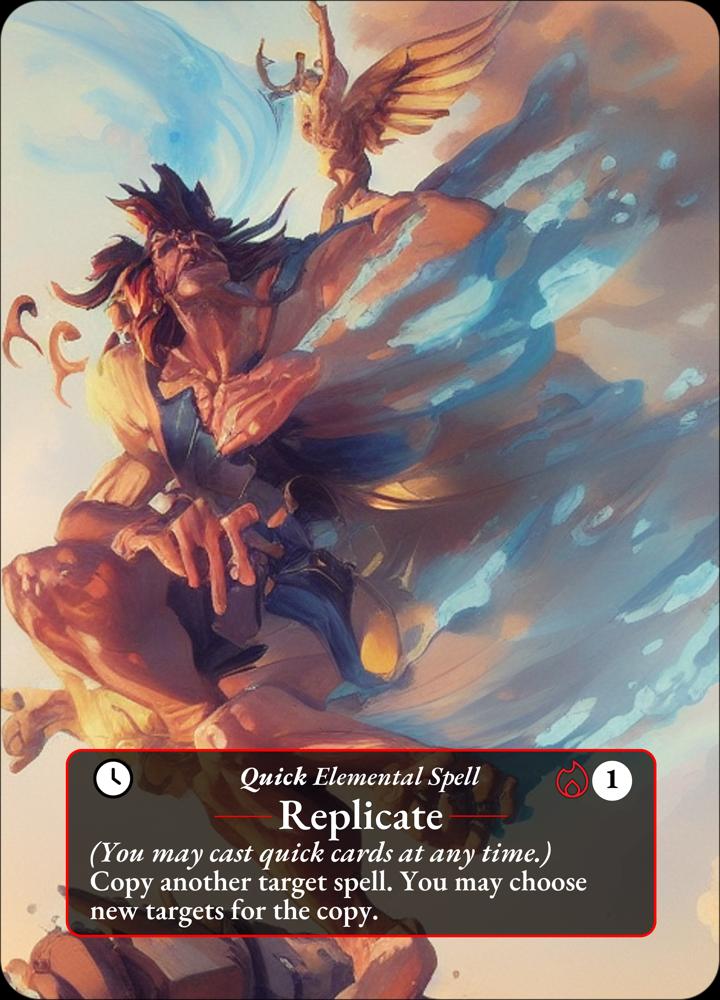 Quick Elemental Spell
1
Replicate
(You may cast quick cards at any time.)
Copy another target spell. You may choose
new targets for the copy.